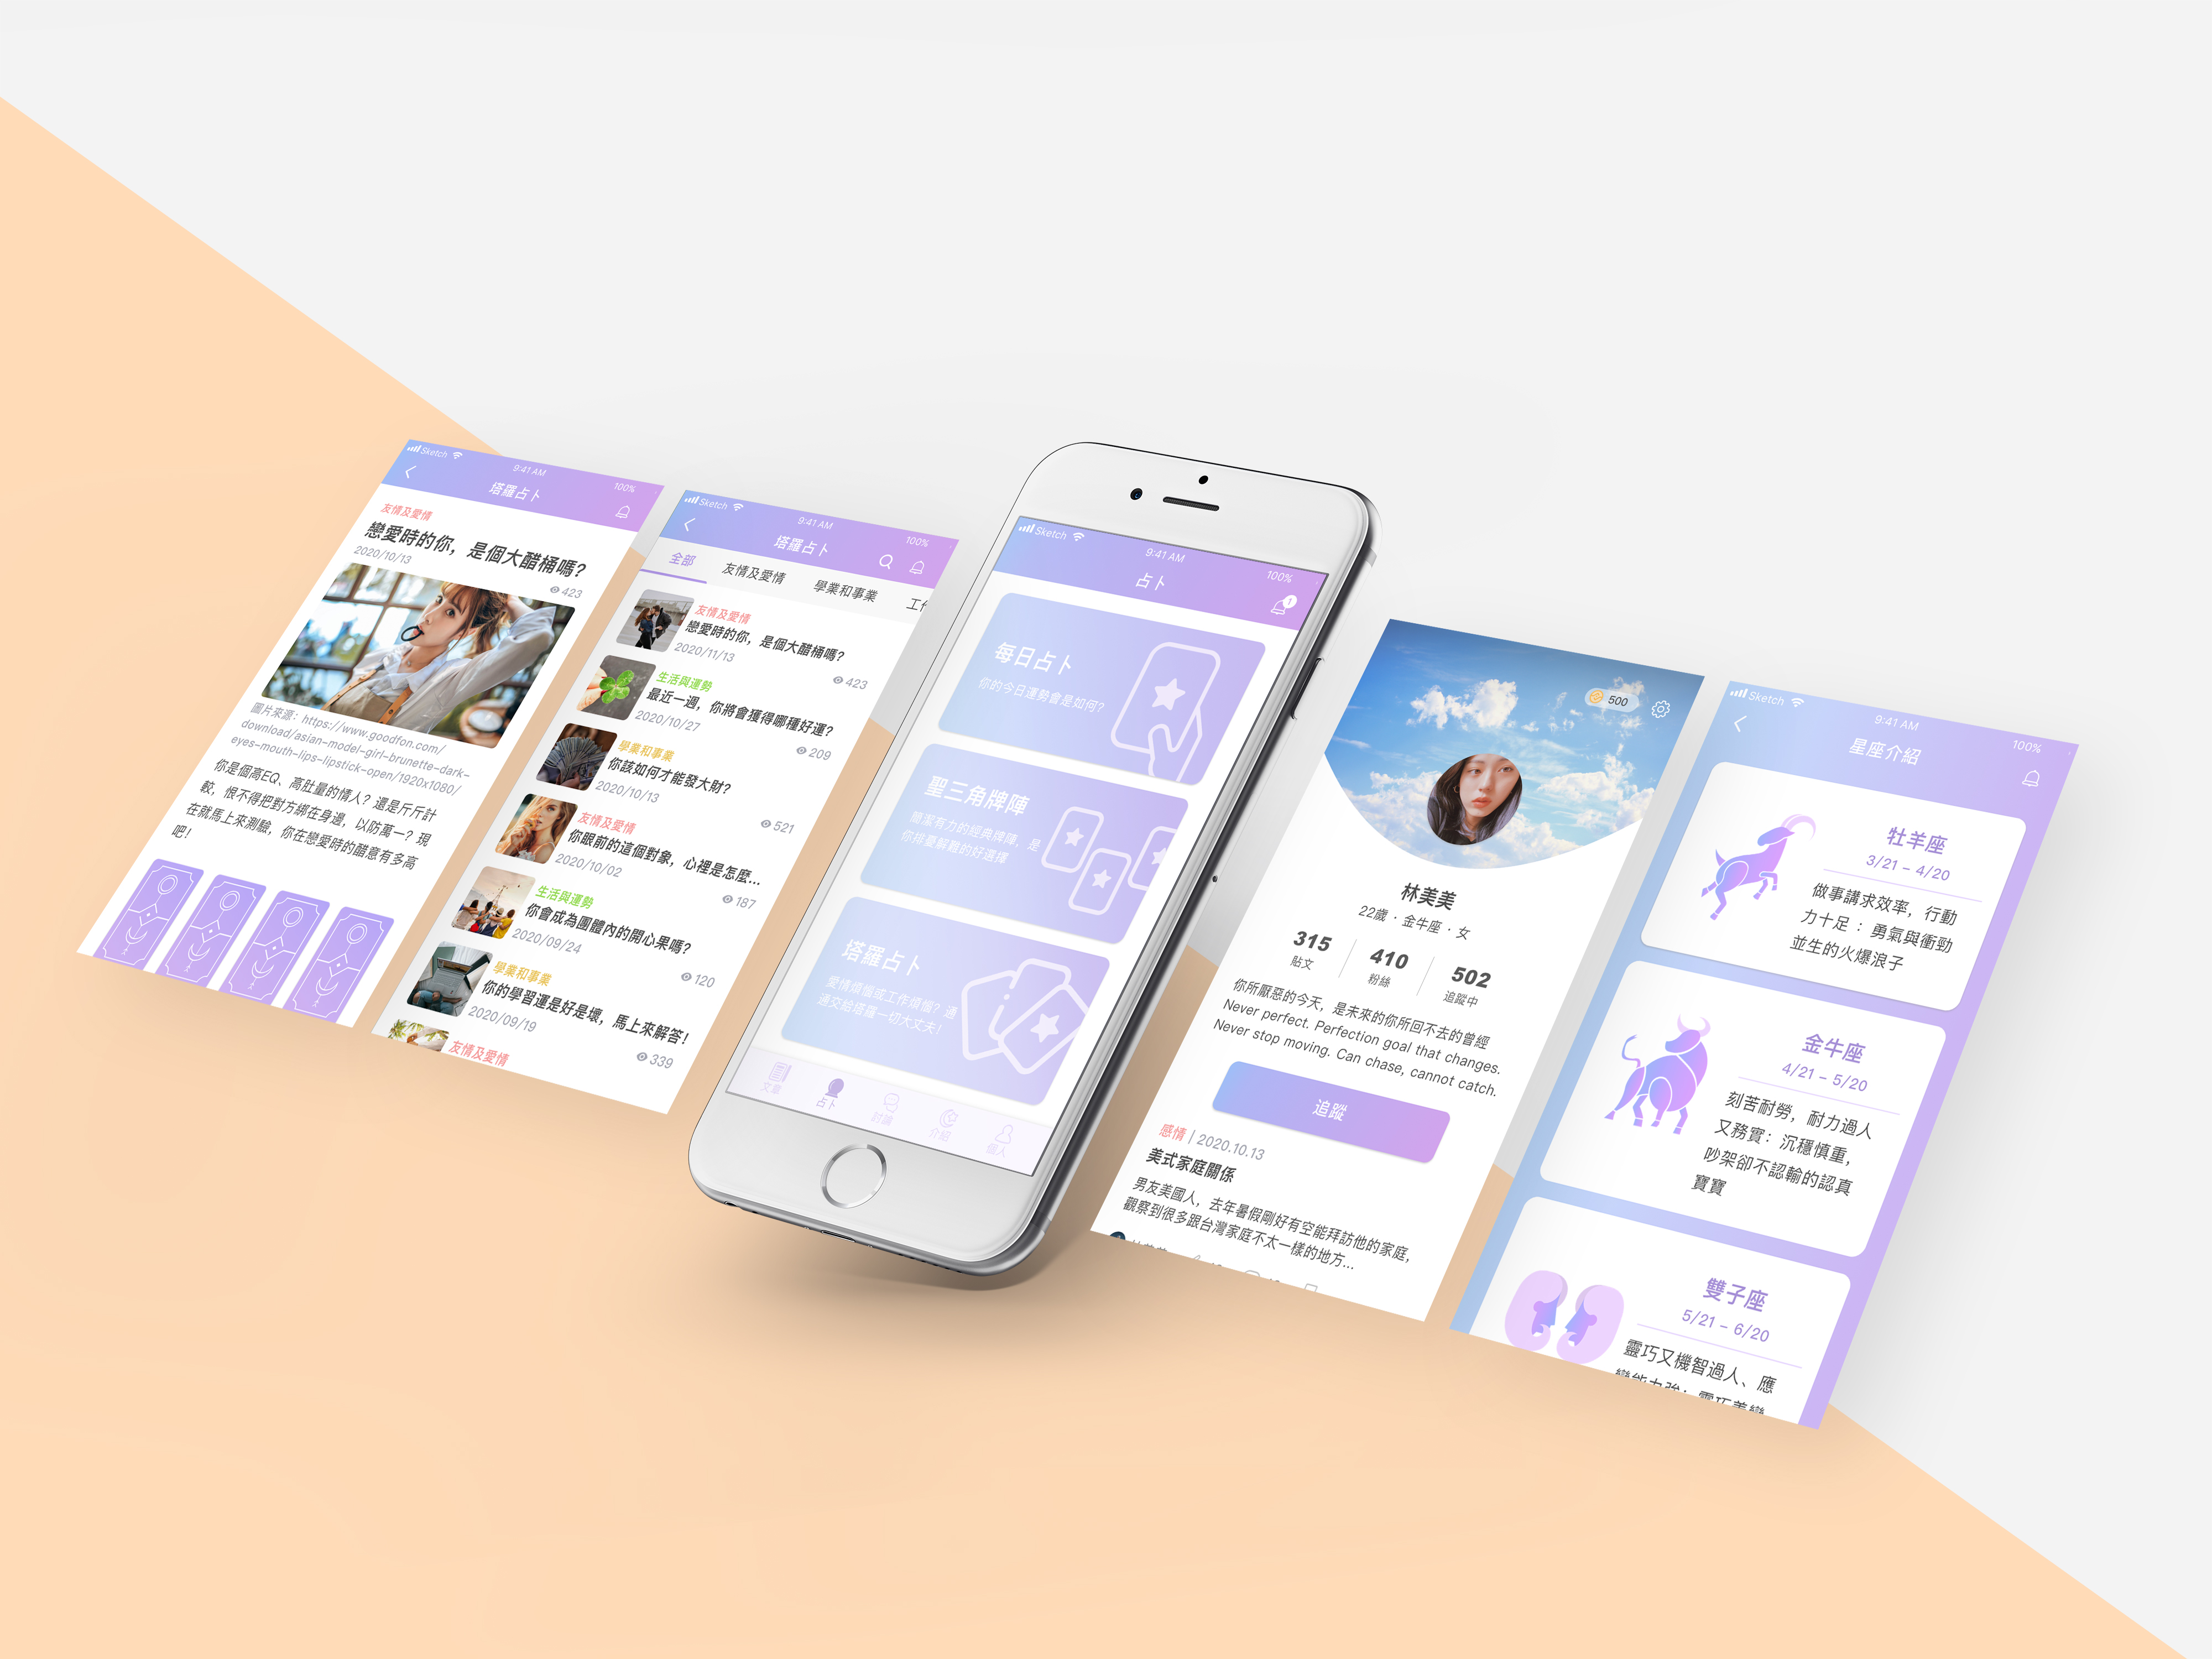 Sketch
9:41 AM
100%
塔羅占卜
友情及愛情
戀愛時的你，是個大醋桶嗎?
2020/10/13
423
圖片來源：https://www.goodfon.com/
download/asian-model-girl-brunette-dark-
eyes-mouth-lips-lipstick-open/1920x1080/
你是個高EQ、高肚量的情人？還是斤斤計
較，恨不得把對方綁在身邊，以防萬一？現
在就馬上來測驗，你在戀愛時的醋意有多高
吧！
Sketch
9:41 AM
100%
塔羅占卜
全部
友情及愛情
學業和事業
友情及愛情
戀愛時的你，是個大醋桶嗎?
2020/11/13
423
生活與運勢
最近一週，你將會獲得哪種好運?
2020/10/27
209
學業和事業
你該如何才能發大財?
2020/10/13
521
友情及愛情
你眼前的這個對象，心裡是怎麼...
2020/10/02
187
生活與運勢
你會成為團體內的開心果嗎?
2020/09/24
120
學業和事業
你的學習運是好是壞，馬上來解答!
2020/09/19
339
友情及愛情
Sketch
9:41 AM
100%
占卜
1
每日占卜
你的今日運勢會是如何?
聖三角牌陣
簡潔有力的經典牌陣，是
你排憂解難的好選擇
塔羅占卜
愛情煩惱或工作煩惱？通
通交給塔羅一切大丈夫！
文章
占卜
討論
介紹
個人
500
林美美
22歲 · 金牛座 · 女
315
貼文
410
粉絲
502
追蹤中
你所厭惡的今天，是未來的你所回不去的曾經
Never perfect. Perfection goal that changes.
Never stop moving. Can chase, cannot catch.
追蹤
感情 | 2020.10.13
美式家庭關係
男友美國人，去年暑假剛好有空能拜訪他的家庭，
觀察到很多跟台灣家庭不太一樣的地方...
Sketch
9:41 AM
100%
星座介紹
牡羊座
3/21 - 4/20
做事講求效率，行動
力十足 ：勇氣與衝勁
並生的火爆浪子
金牛座
4/21 - 5/20
刻苦耐勞，耐力過人
又務實：沉穩慎重，
吵架卻不認輸的認真
寶寶
雙子座
5/21 - 6/20
靈巧又機智過人、應